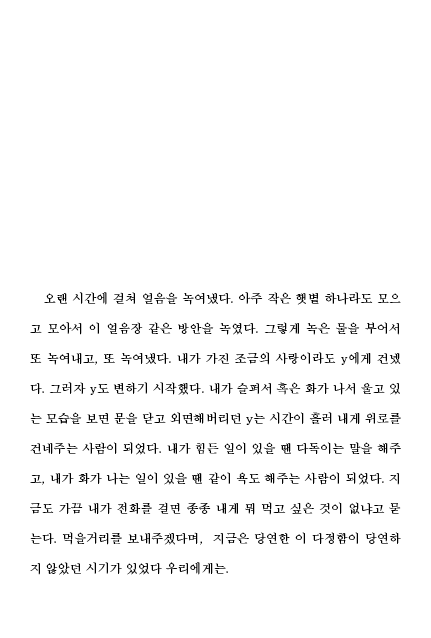 오랜 시간에 걸쳐 얼음을 녹여냈다. 아주 작은 햇볕 하나라도 모으
고 모아서 이 얼음장 같은 방안을 녹였다. 그렇게 녹은 물을 부어서
또 녹여내고, 또 녹여냈다. 내가 가진 조금의 사랑이라도 y에게 건넸
다. 그러자 y도 변하기 시작했다. 내가 슬퍼서 혹은 화가 나서 울고 있
는 모습을 보면 문을 닫고 외면해버리던 y는 시간이 흘러 내게 위로를
건네주는 사람이 되었다. 내가 힘든 일이 있을 땐 다독이는 말을 해주
고, 내가 화가 나는 일이 있을 땐 같이 욕도 해주는 사람이 되었다. 지
금도 가끔 내가 전화를 걸면 종종 내게 뭐 먹고 싶은 것이 없냐고 묻
는다. 먹을거리를 보내주겠다며,  지금은 당연한 이 다정함이 당연하
지 않았던 시기가 있었다 우리에게는.